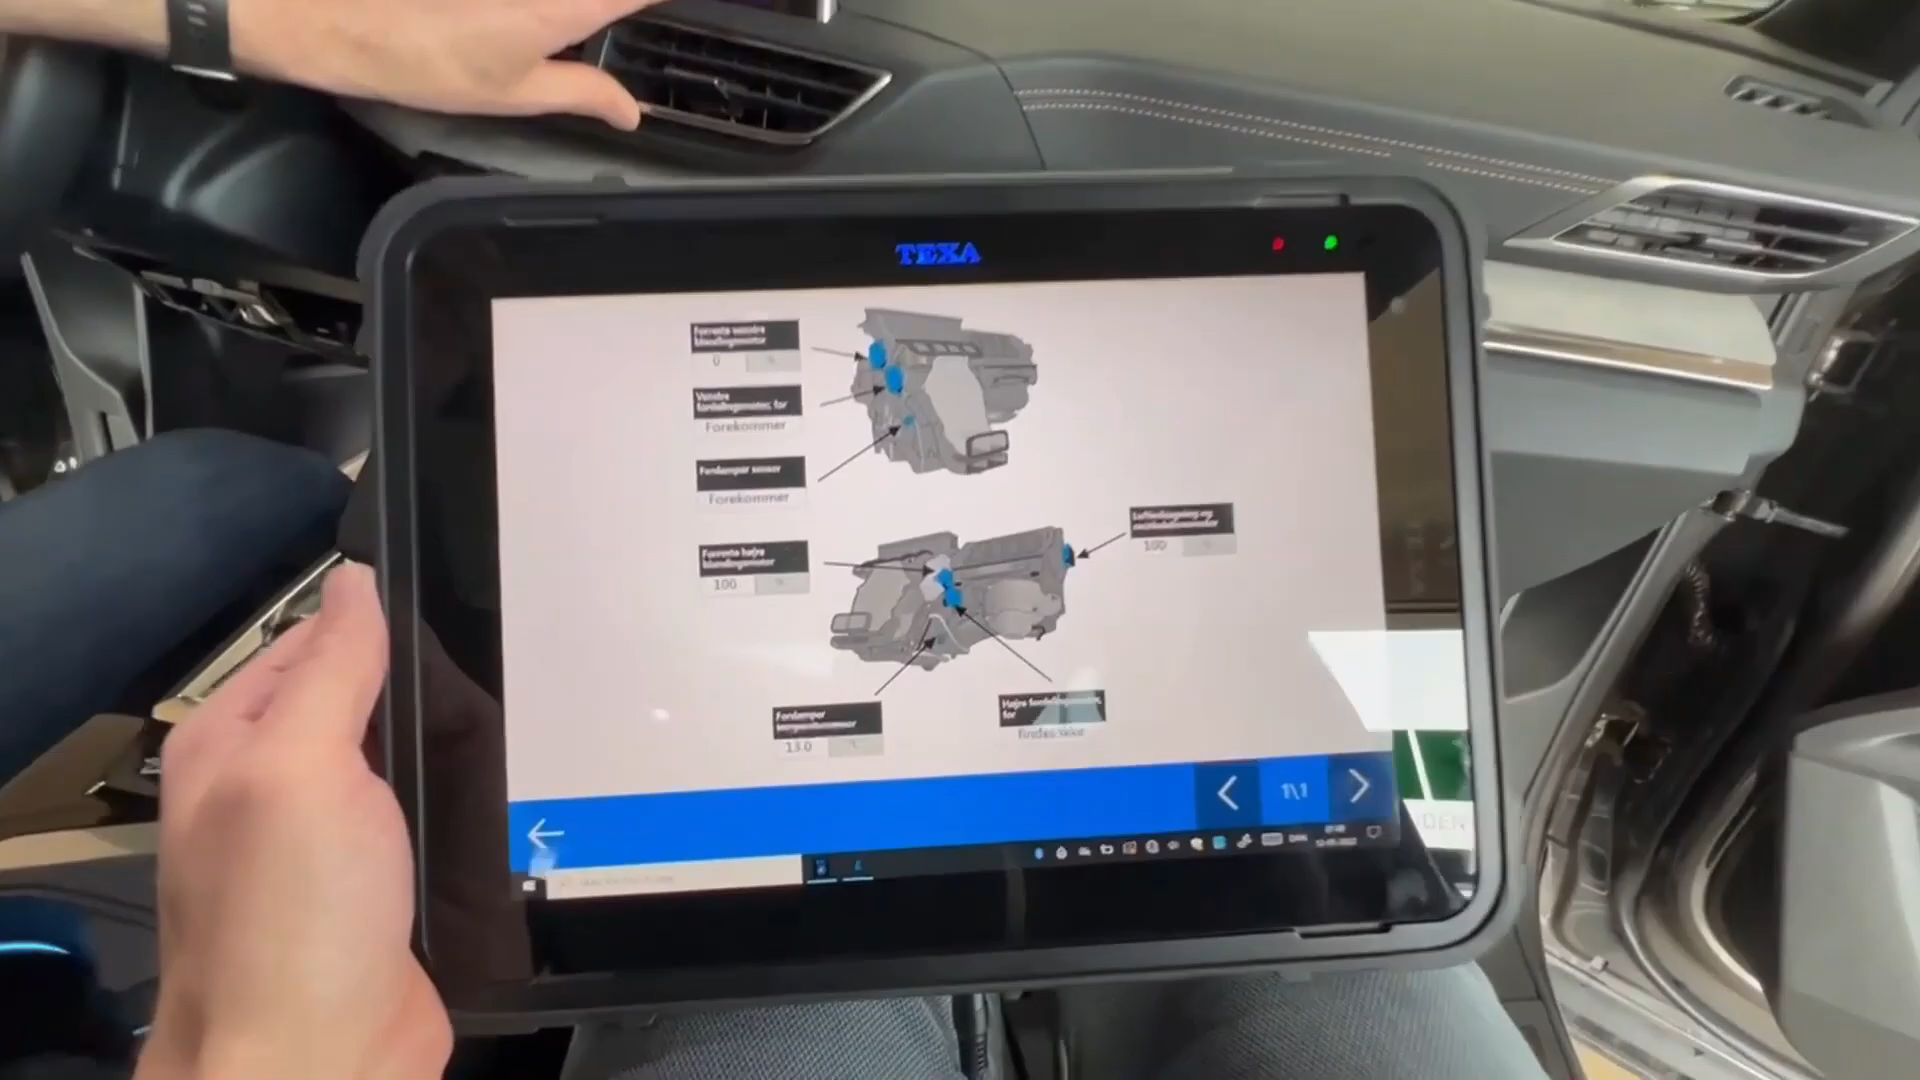 TEXA
Forreste venstre
blandingsmotor
0 %
Venstre
fordelingsmotor, for
Forekommer
Fordamper sensor
Forekommer
Forreste højre
blandingsmotor
100 %
100 %
Fordamper
13.0
Højre fordelingsmotor,
for
findes ikke
1\1